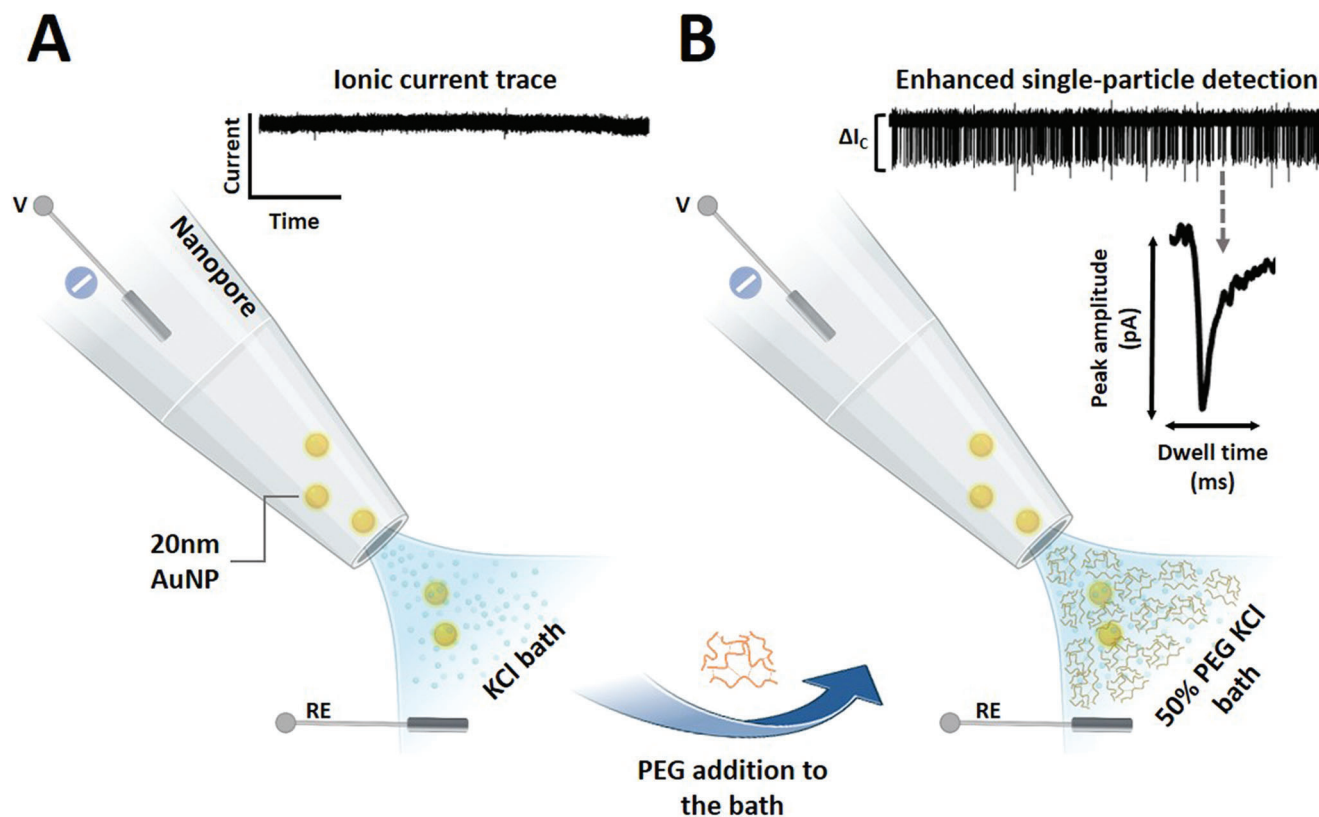 A
Ionic current trace
Current
Time
V
Nanopore
20nm
AuNP
KCl bath
RE
PEG addition to
the bath
B
Enhanced single-particle detection
ΔIC
V
Peak amplitude
(pA)
Dwell time
(ms)
50% PEG KCl
bath
RE